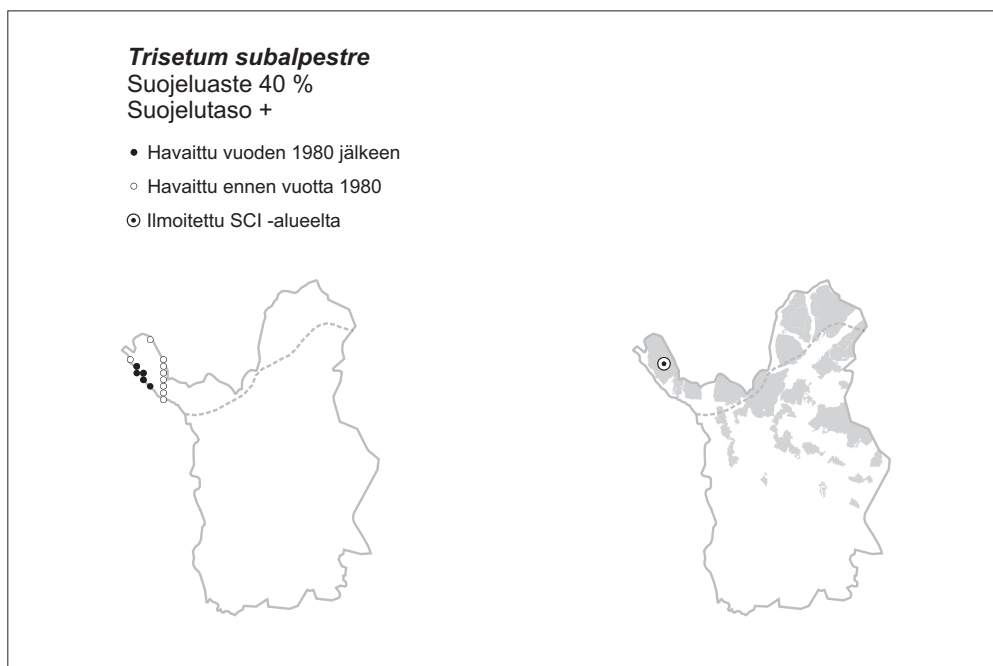 Trisetum subalpestre
Suojeluaste 40 %
Suojelutaso +
Havaittu vuoden 1980 jälkeen
Havaittu ennen vuotta 1980
Ilmoitettu SCI -alueelta